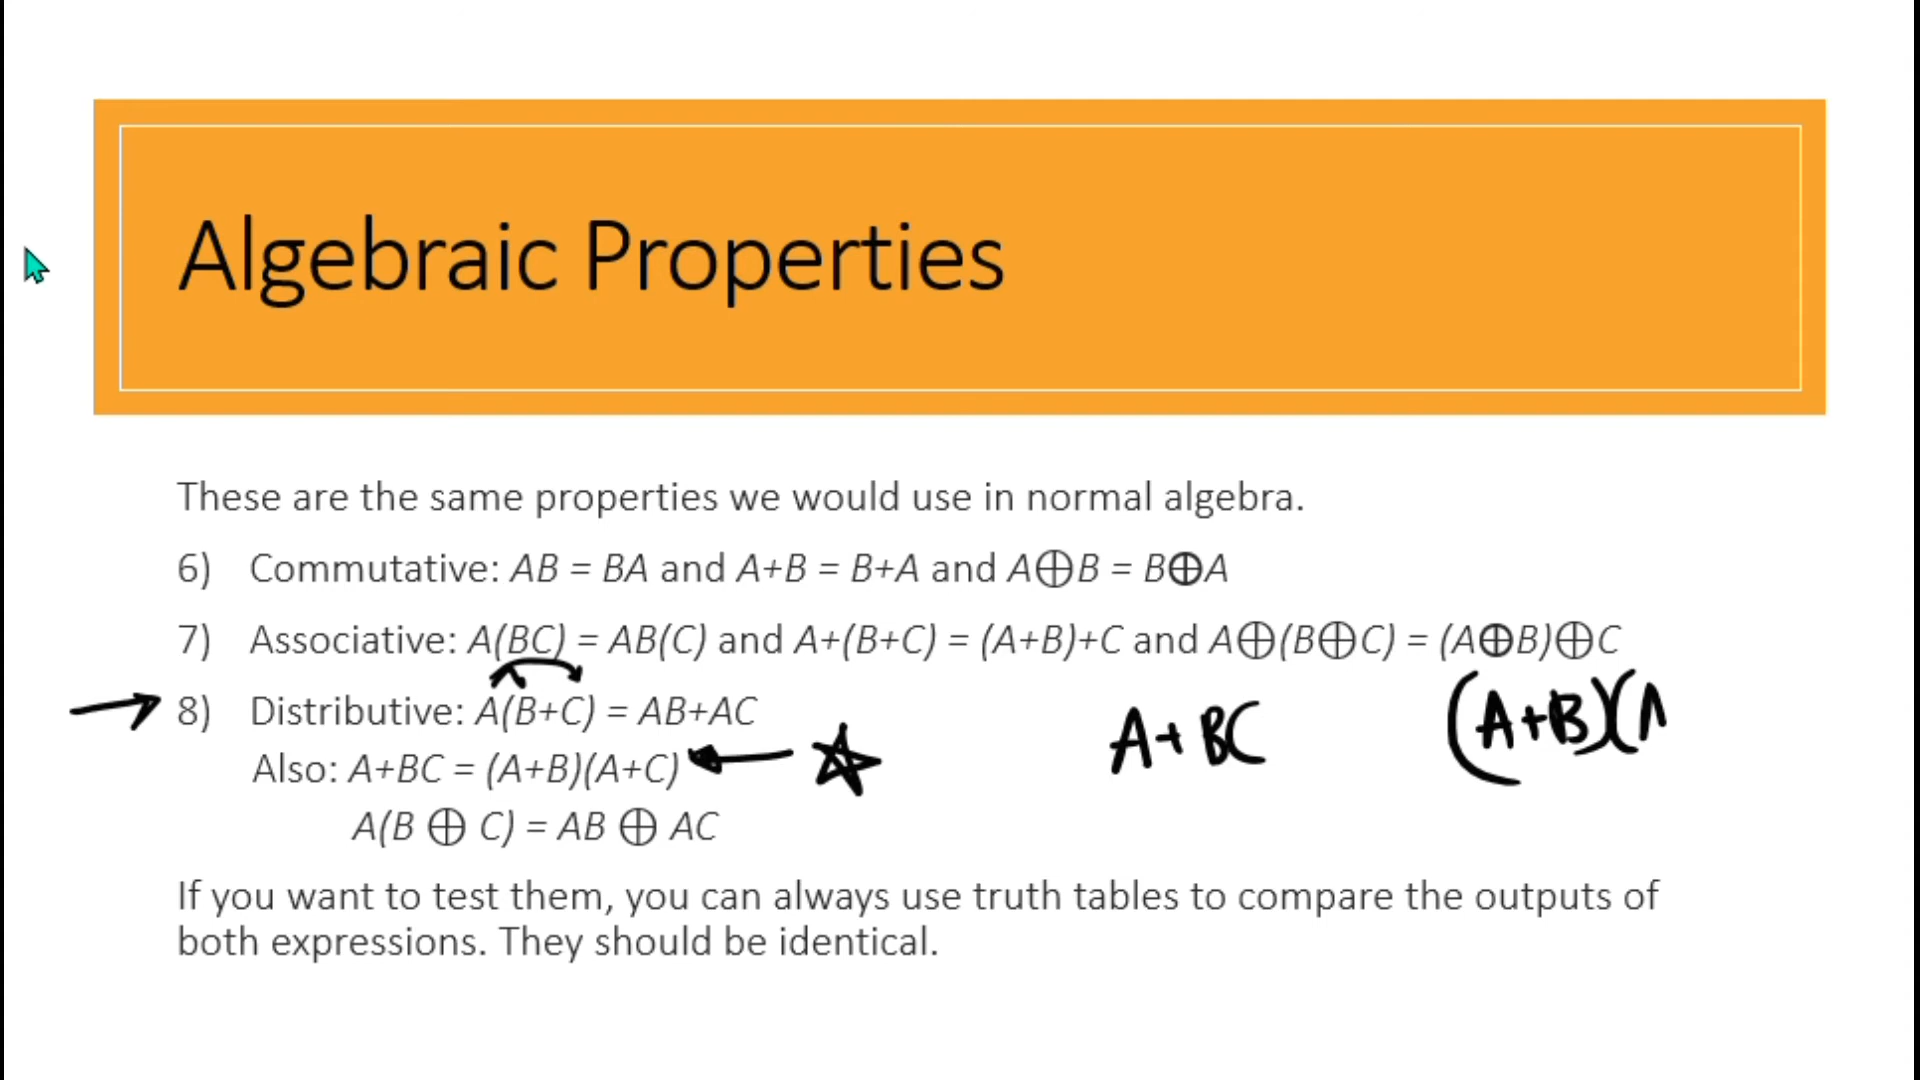 Algebraic Properties
These are the same properties we would use in normal algebra.
6) Commutative: AB = BA and A+B = B+A and A⊕B = B⊕A
7) Associative: A(BC) = AB(C) and A+(B+C) = (A+B)+C and A⊕(B⊕C) = (A⊕B)⊕C
8) Distributive: A(B+C) = AB+AC
A+BC
(A+B)(
Also: A+BC = (A+B)(A+C)
A(B ⊕ C) = AB ⊕ AC
If you want to test them, you can always use truth tables to compare the outputs of
both expressions. They should be identical.